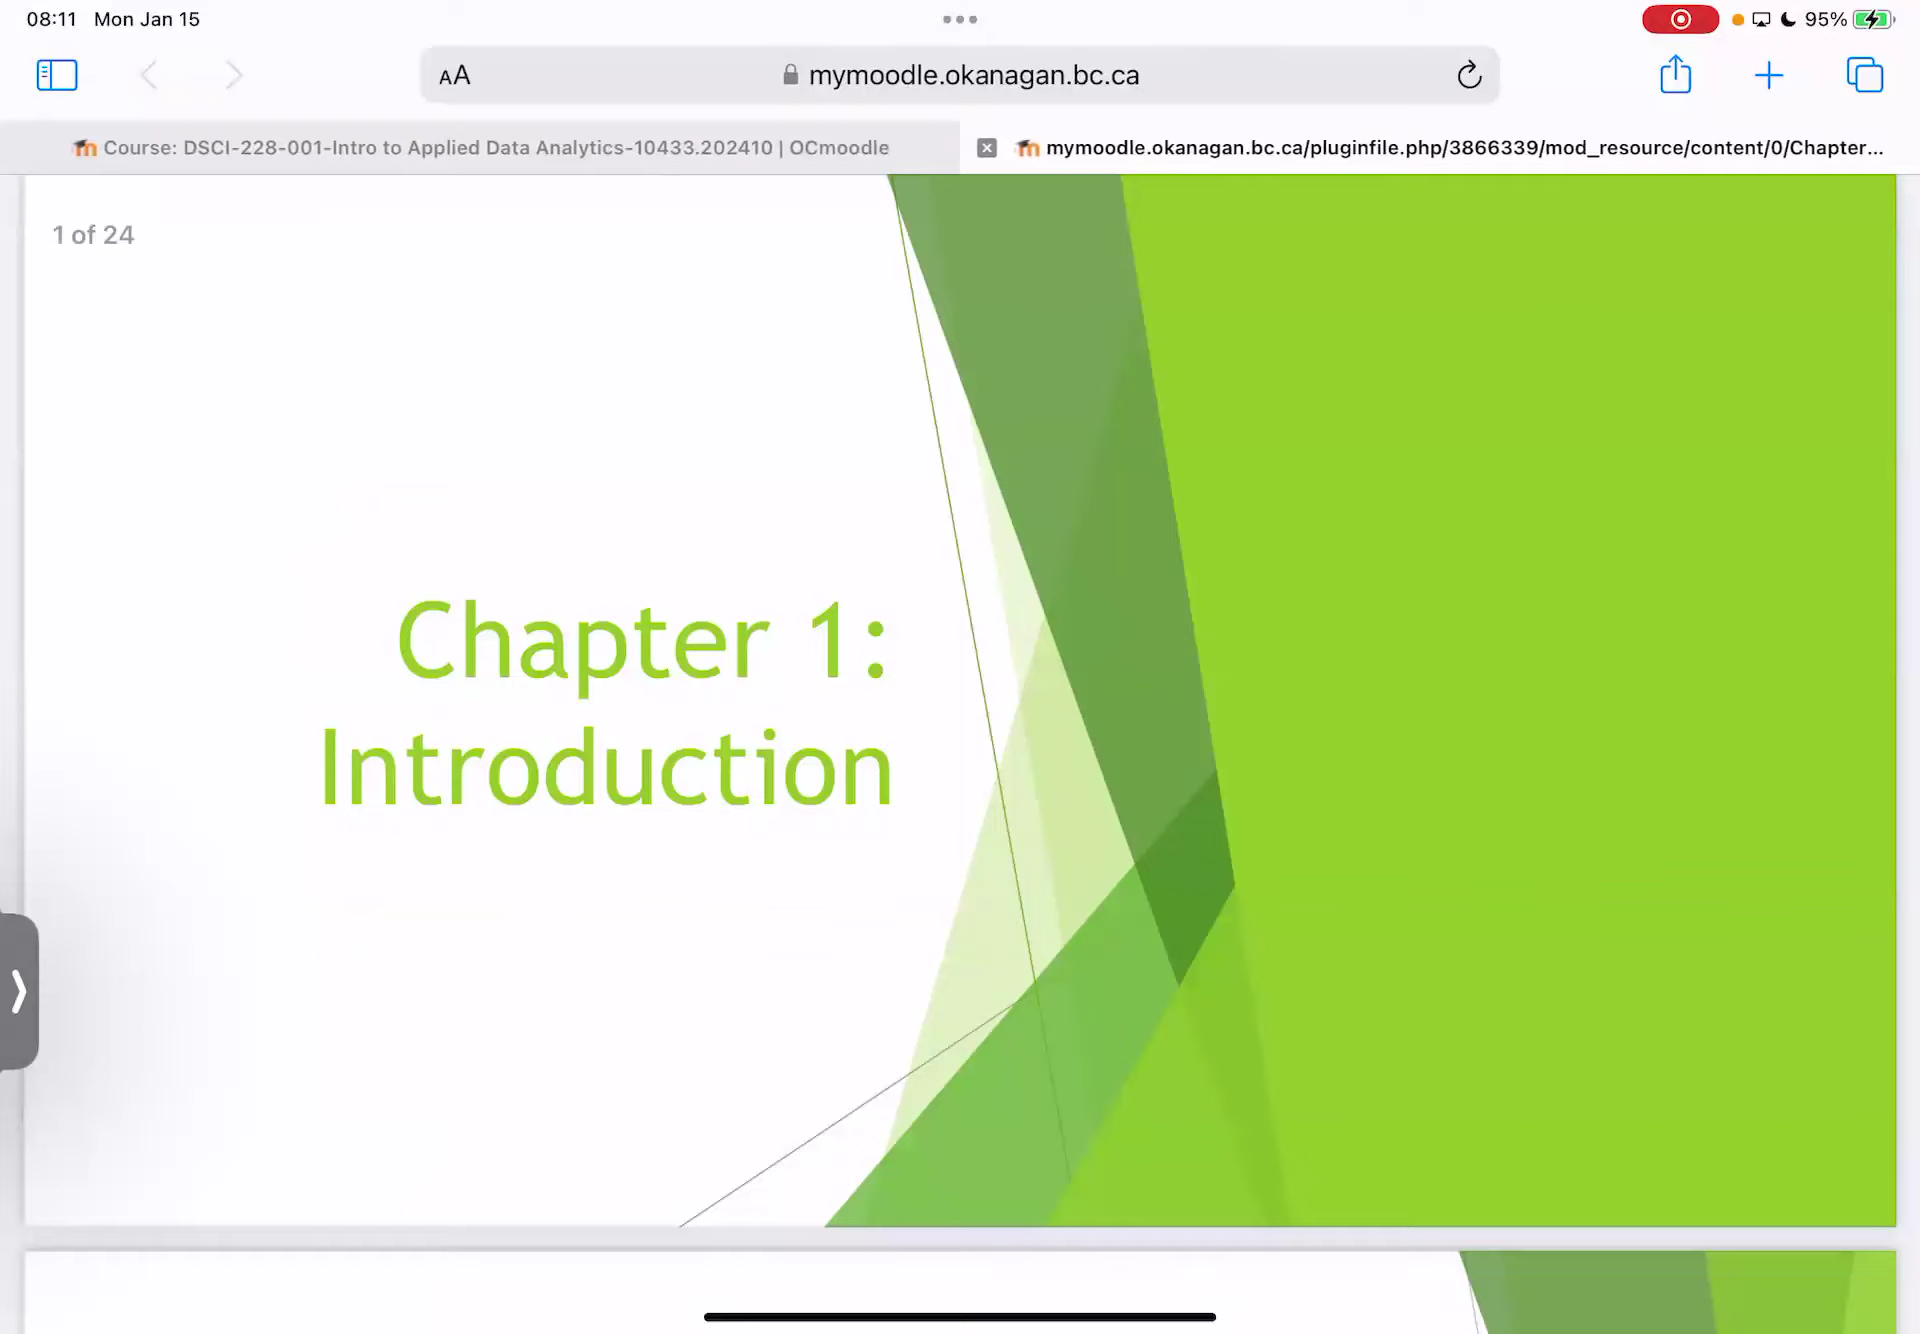 08:11 Mon Jan 15
95%
AA
mymoodle.okanagan.bc.ca
Course: DSCI-228-001-Intro to Applied Data Analytics-10433.202410 | OCmoodle
mymoodle.okanagan.bc.ca/pluginfile.php/3866339/mod_resource/content/0/Chapter...
1 of 24
Chapter 1:
Introduction